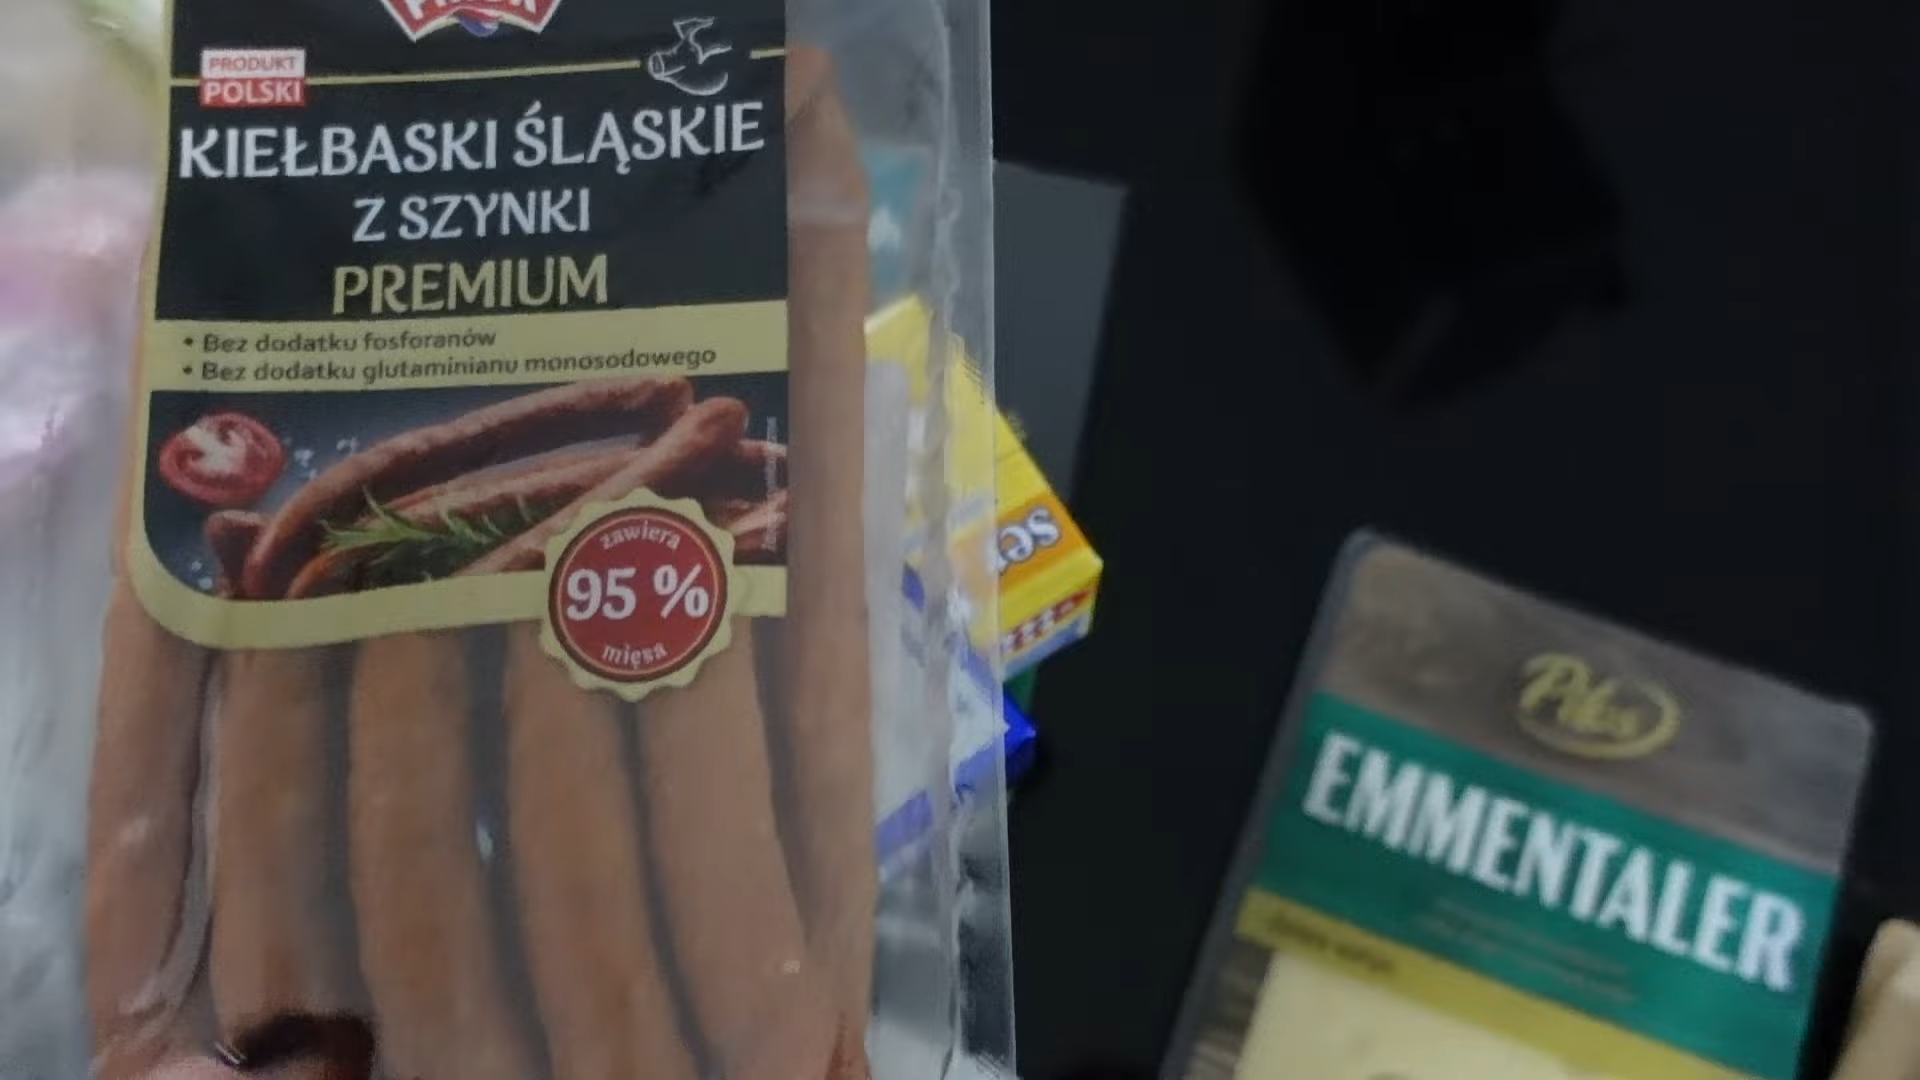 PRODUKT
POLSKI
KIEŁBASKI ŚLĄSKIE
Z SZYNKI
PREMIUM
• Bez dodatku fosforanów
• Bez dodatku glutaminianu monosodowego
zawiera
95 %
mięsa
Pilos
EMMENTALER